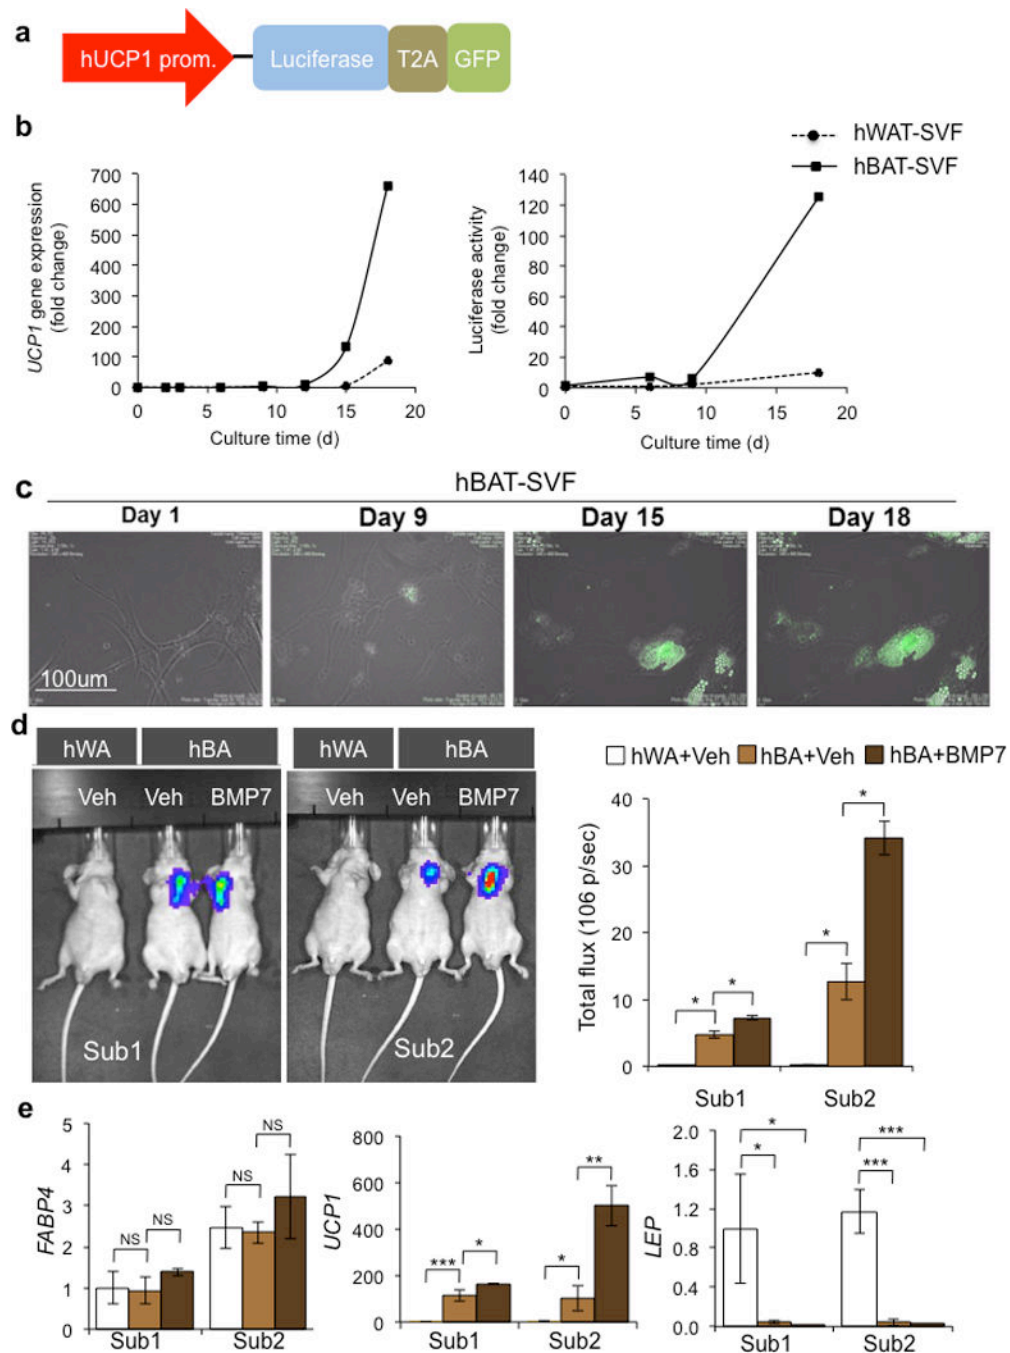 a
hUCP1 prom. Luciferase T2A GFP
b
hWAT-SVF
hBAT-SVF
UCP1 gene expression
(fold change)
700
600
500
400
300
200
100
0
0 5 10 15 20
Culture time (d)
Luciferase activity
(fold change)
140
120
100
80
60
40
20
0
0 5 10 15 20
Culture time (d)
c
hBAT-SVF
Day 1 Day 9 Day 15 Day 18
100um
d
hWA hBA hWA hBA
Veh Veh BMP7 Veh Veh BMP7
Sub1 Sub2
hWA+Veh hBA+Veh hBA+BMP7
Total flux (106 p/sec)
40
30
20
10
0
* * * *
Sub1 Sub2
e
FABP4
5
4
3
2
1
0
NS NS NS NS
Sub1 Sub2
UCP1
800
600
400
200
0
*** * * **
Sub1 Sub2
LEP
2.0
1.6
1.2
0.8
0.4
0.0
* * *** ***
Sub1 Sub2